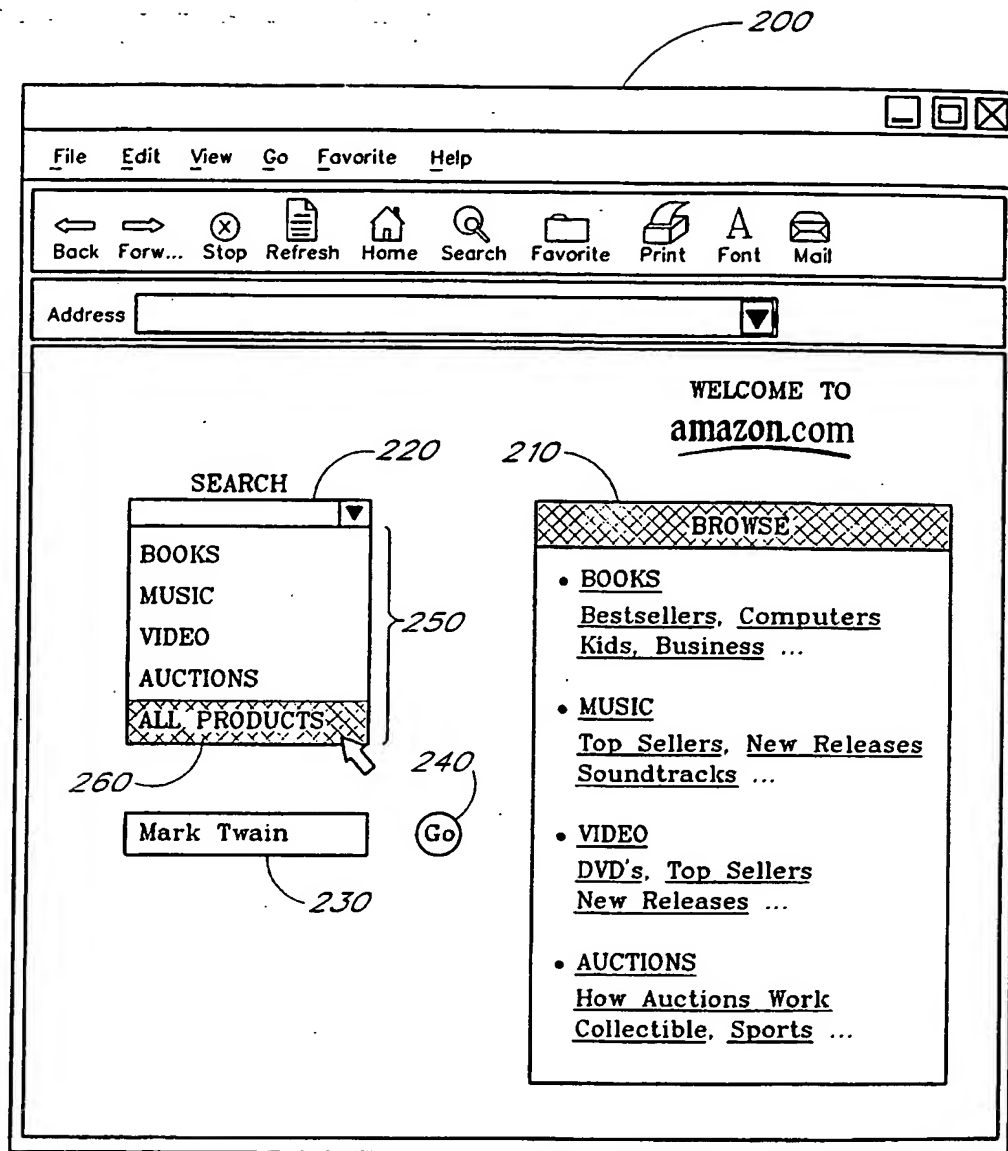 200
File Edit View Go Favorite Help
Back Forw... Stop Refresh Home Search Favorite Print Font Mail
Address
WELCOME TO
amazon.com
220
210
SEARCH
BROWSE
BOOKS
MUSIC
VIDEO
AUCTIONS
ALL PRODUCTS
250
260
240
Mark Twain
Go
230
• BOOKS
Bestsellers, Computers
Kids, Business ...
• MUSIC
Top Sellers, New Releases
Soundtracks ...
• VIDEO
DVD's, Top Sellers
New Releases ...
• AUCTIONS
How Auctions Work
Collectible, Sports ...